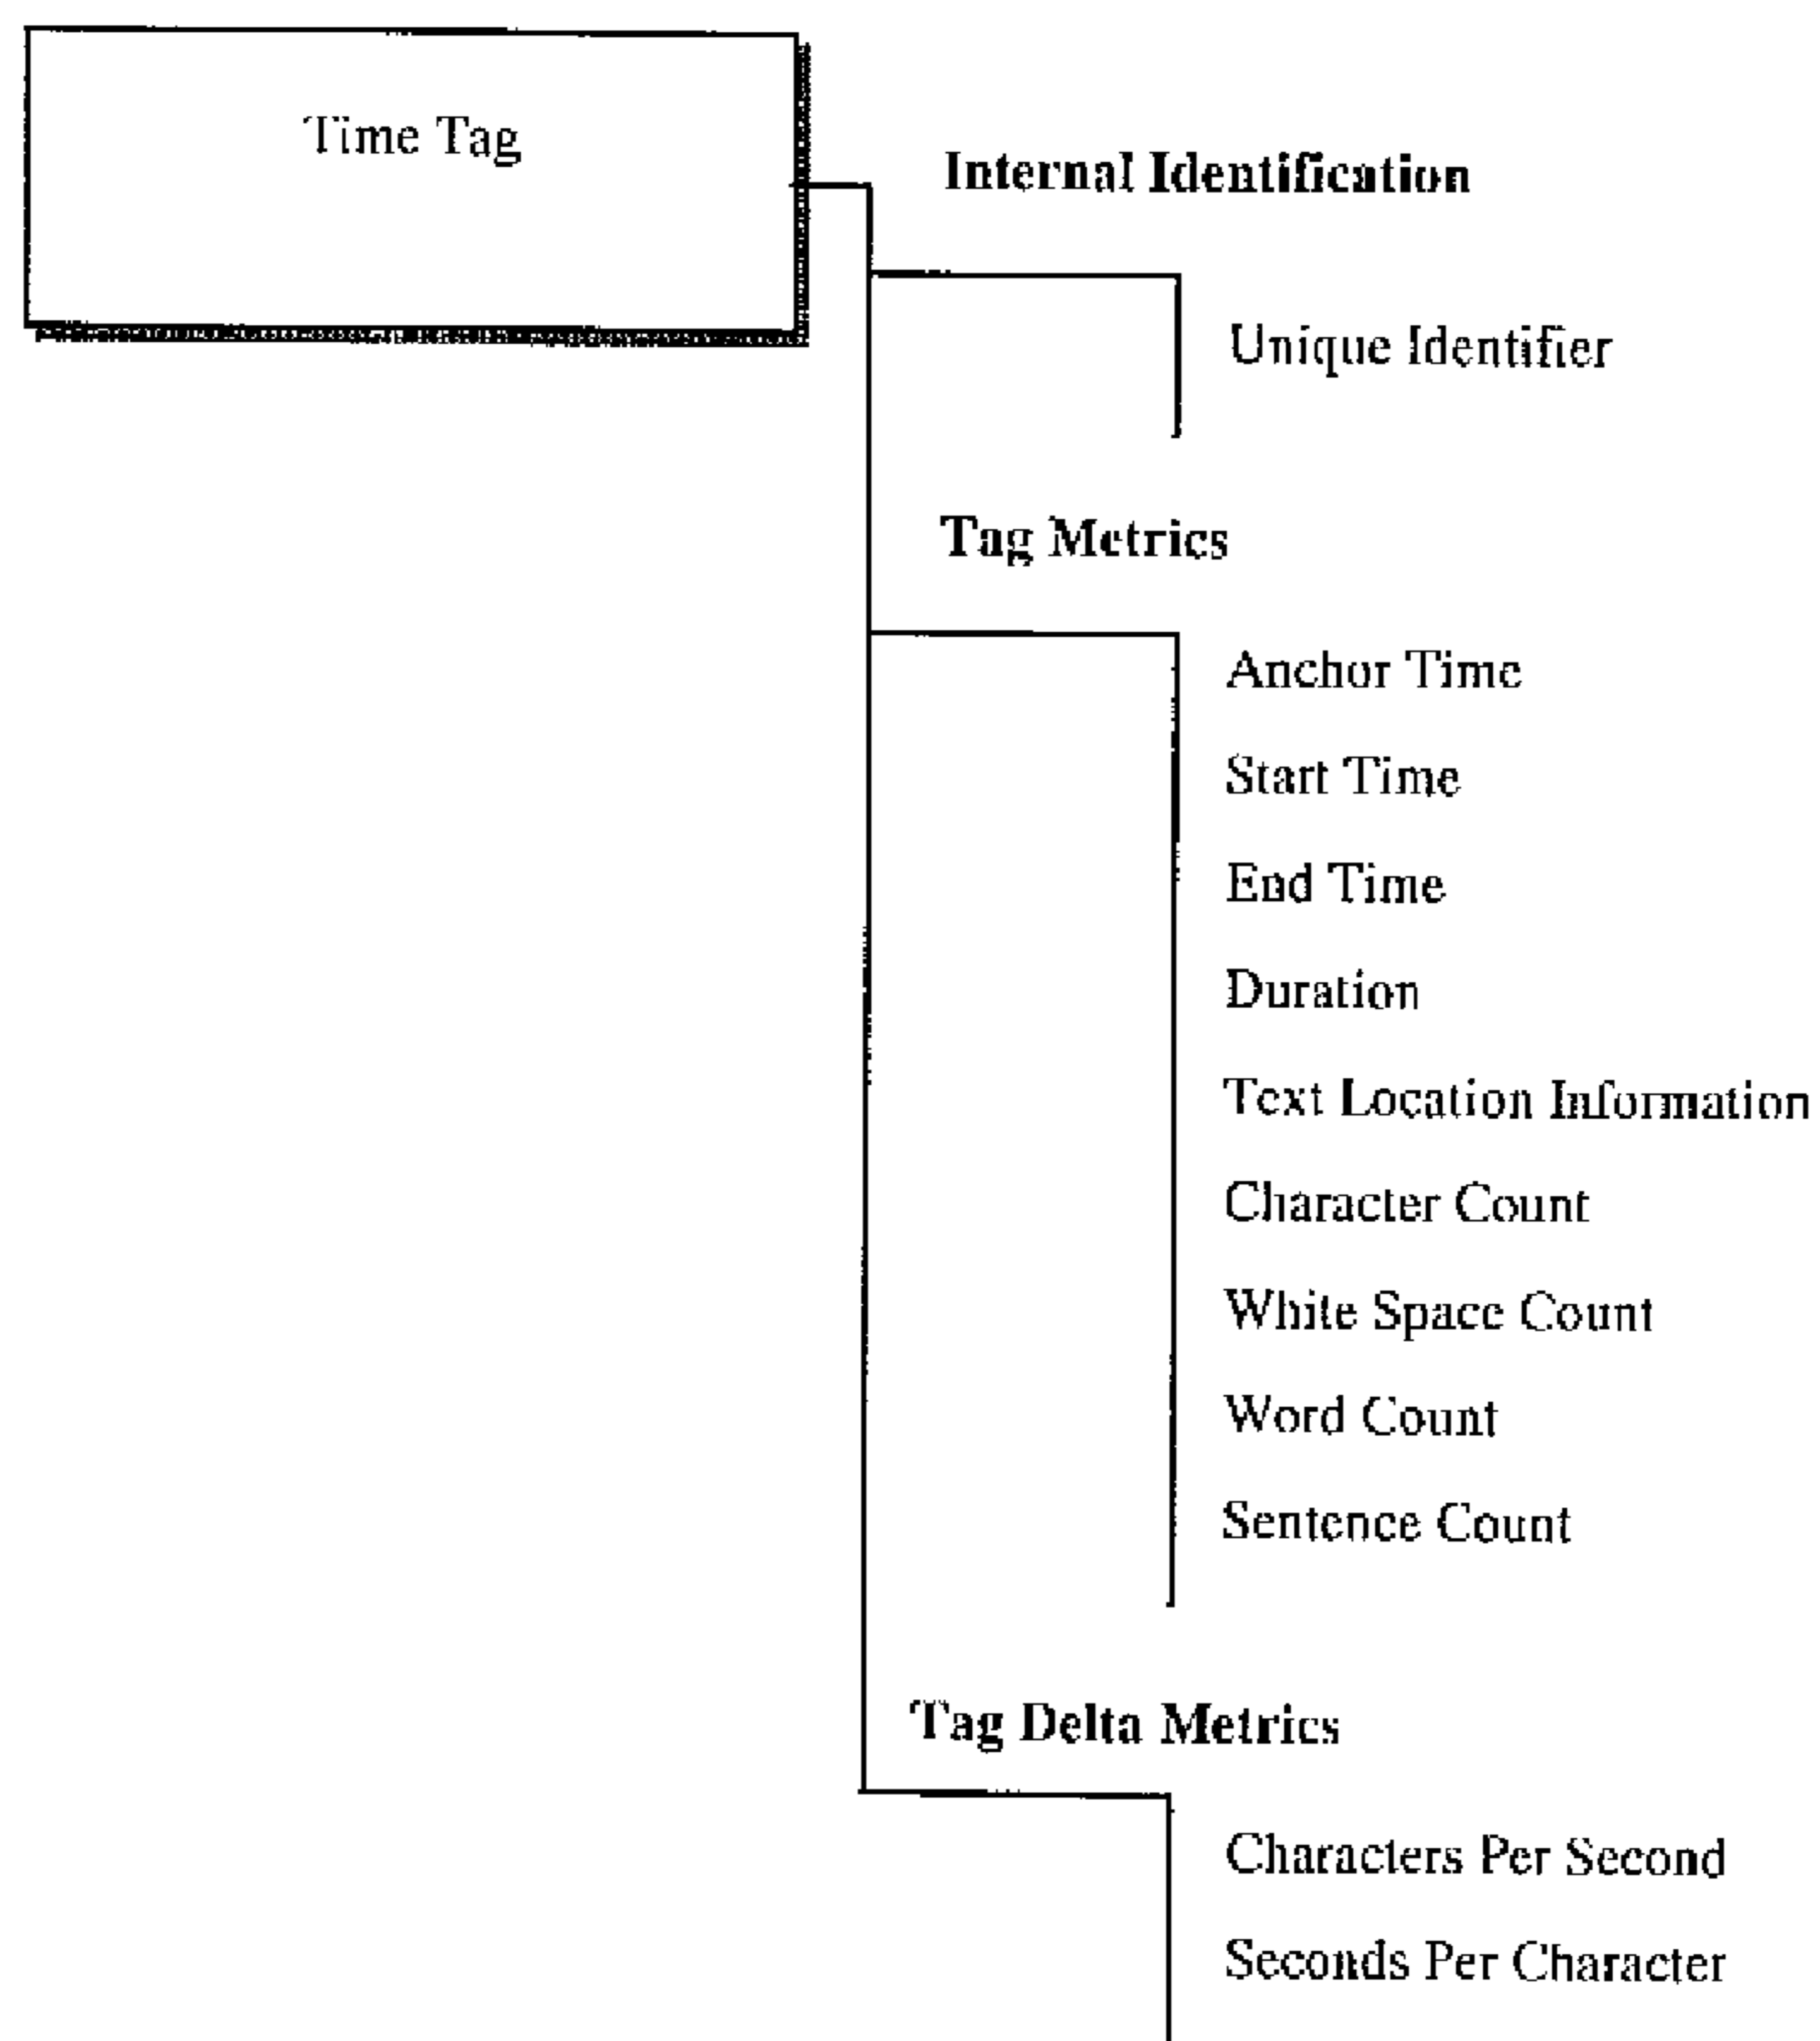 Time Tag
Internal Identification
Unique Identifier
Tag Metrics
Anchor Time
Start Time
End Time
Duration
Text Location Information
Character Count
White Space Count
Word Count
Sentence Count
Tag Delta Metrics
Characters Per Second
Seconds Per Character